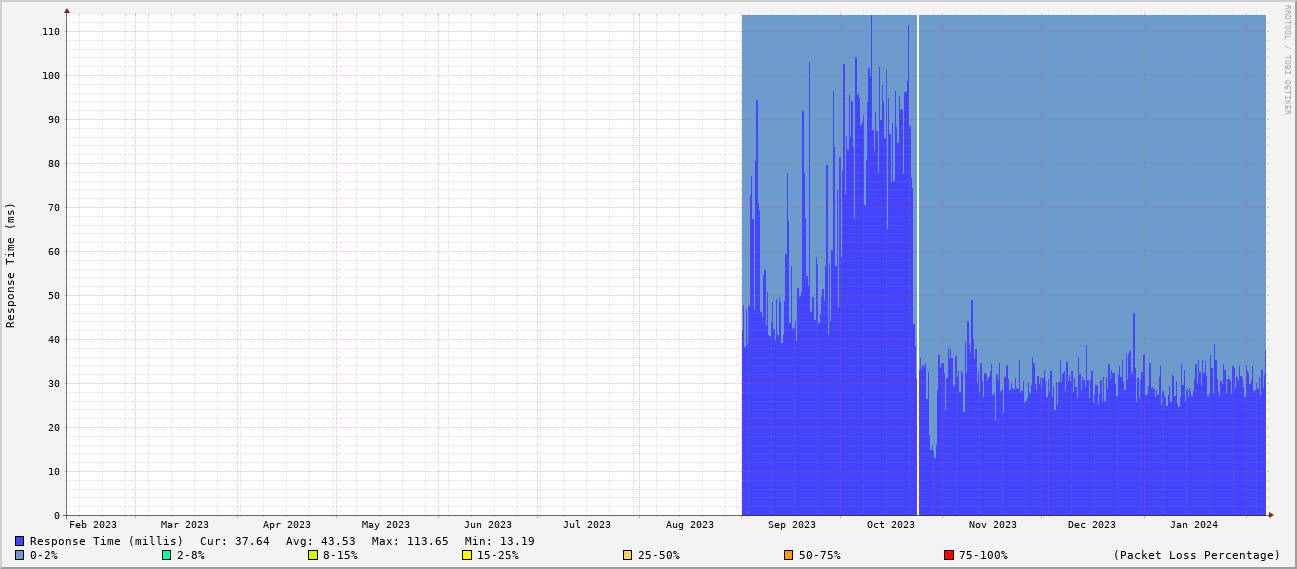 RRDTOOL / TOBI OETIKER
Response Time (ms)
110
100
90
80
70
60
50
40
30
20
10
0
Feb 2023 Mar 2023 Apr 2023 May 2023 Jun 2023 Jul 2023 Aug 2023 Sep 2023 Oct 2023 Nov 2023 Dec 2023 Jan 2024
Response Time (millis) Cur: 37.64 Avg: 43.53 Max: 113.65 Min: 13.19
0-2% 2-8% 8-15% 15-25% 25-50% 50-75% 75-100% (Packet Loss Percentage)